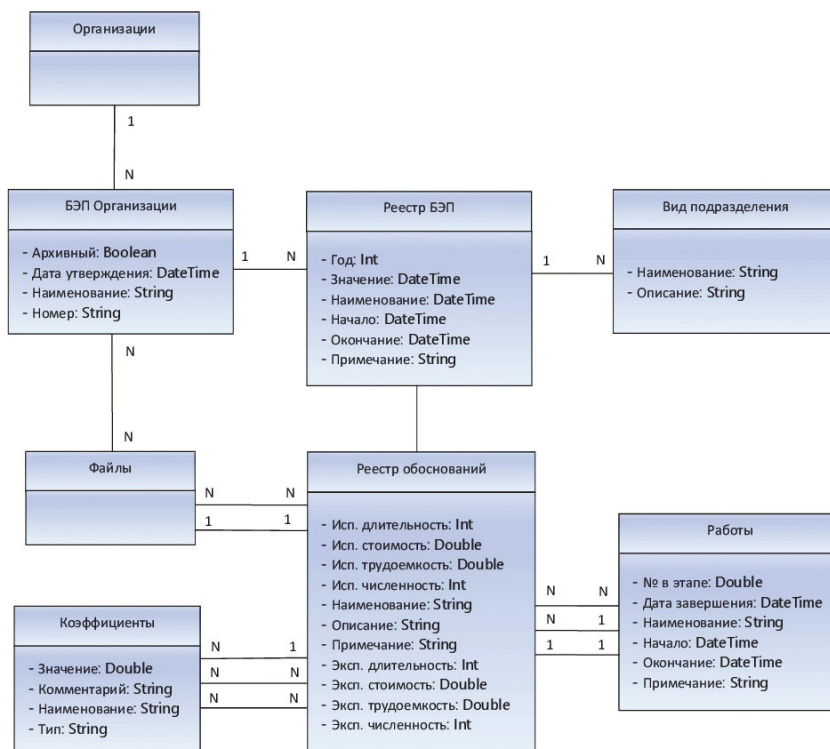 Организации
1
N
БЭП Организации
- Архивный: Boolean
- Дата утверждения: DateTime
- Наименование: String
- Номер: String
1 N
Реестр БЭП
- Год: Int
- Значение: DateTime
- Наименование: DateTime
- Начало: DateTime
- Окончание: DateTime
- Примечание: String
1 N
Вид подразделения
- Наименование: String
- Описание: String
N
N
Файлы
N N
1 1
Реестр обоснований
- Исп. длительность: Int
- Исп. стоимость: Double
- Исп. трудоемкость: Double
- Исп. численность: Int
- Наименование: String
- Описание: String
- Примечание: String
- Эксп. длительность: Int
- Эксп. стоимость: Double
- Эксп. трудоемкость: Double
- Эксп. численность: Int
N N
N 1
1 1
Работы
- № в этапе: Double
- Дата завершения: DateTime
- Наименование: String
- Начало: DateTime
- Окончание: DateTime
- Примечание: String
Коэффициенты
- Значение: Double
- Комментарий: String
- Наименование: String
- Тип: String
N 1
N N
N N